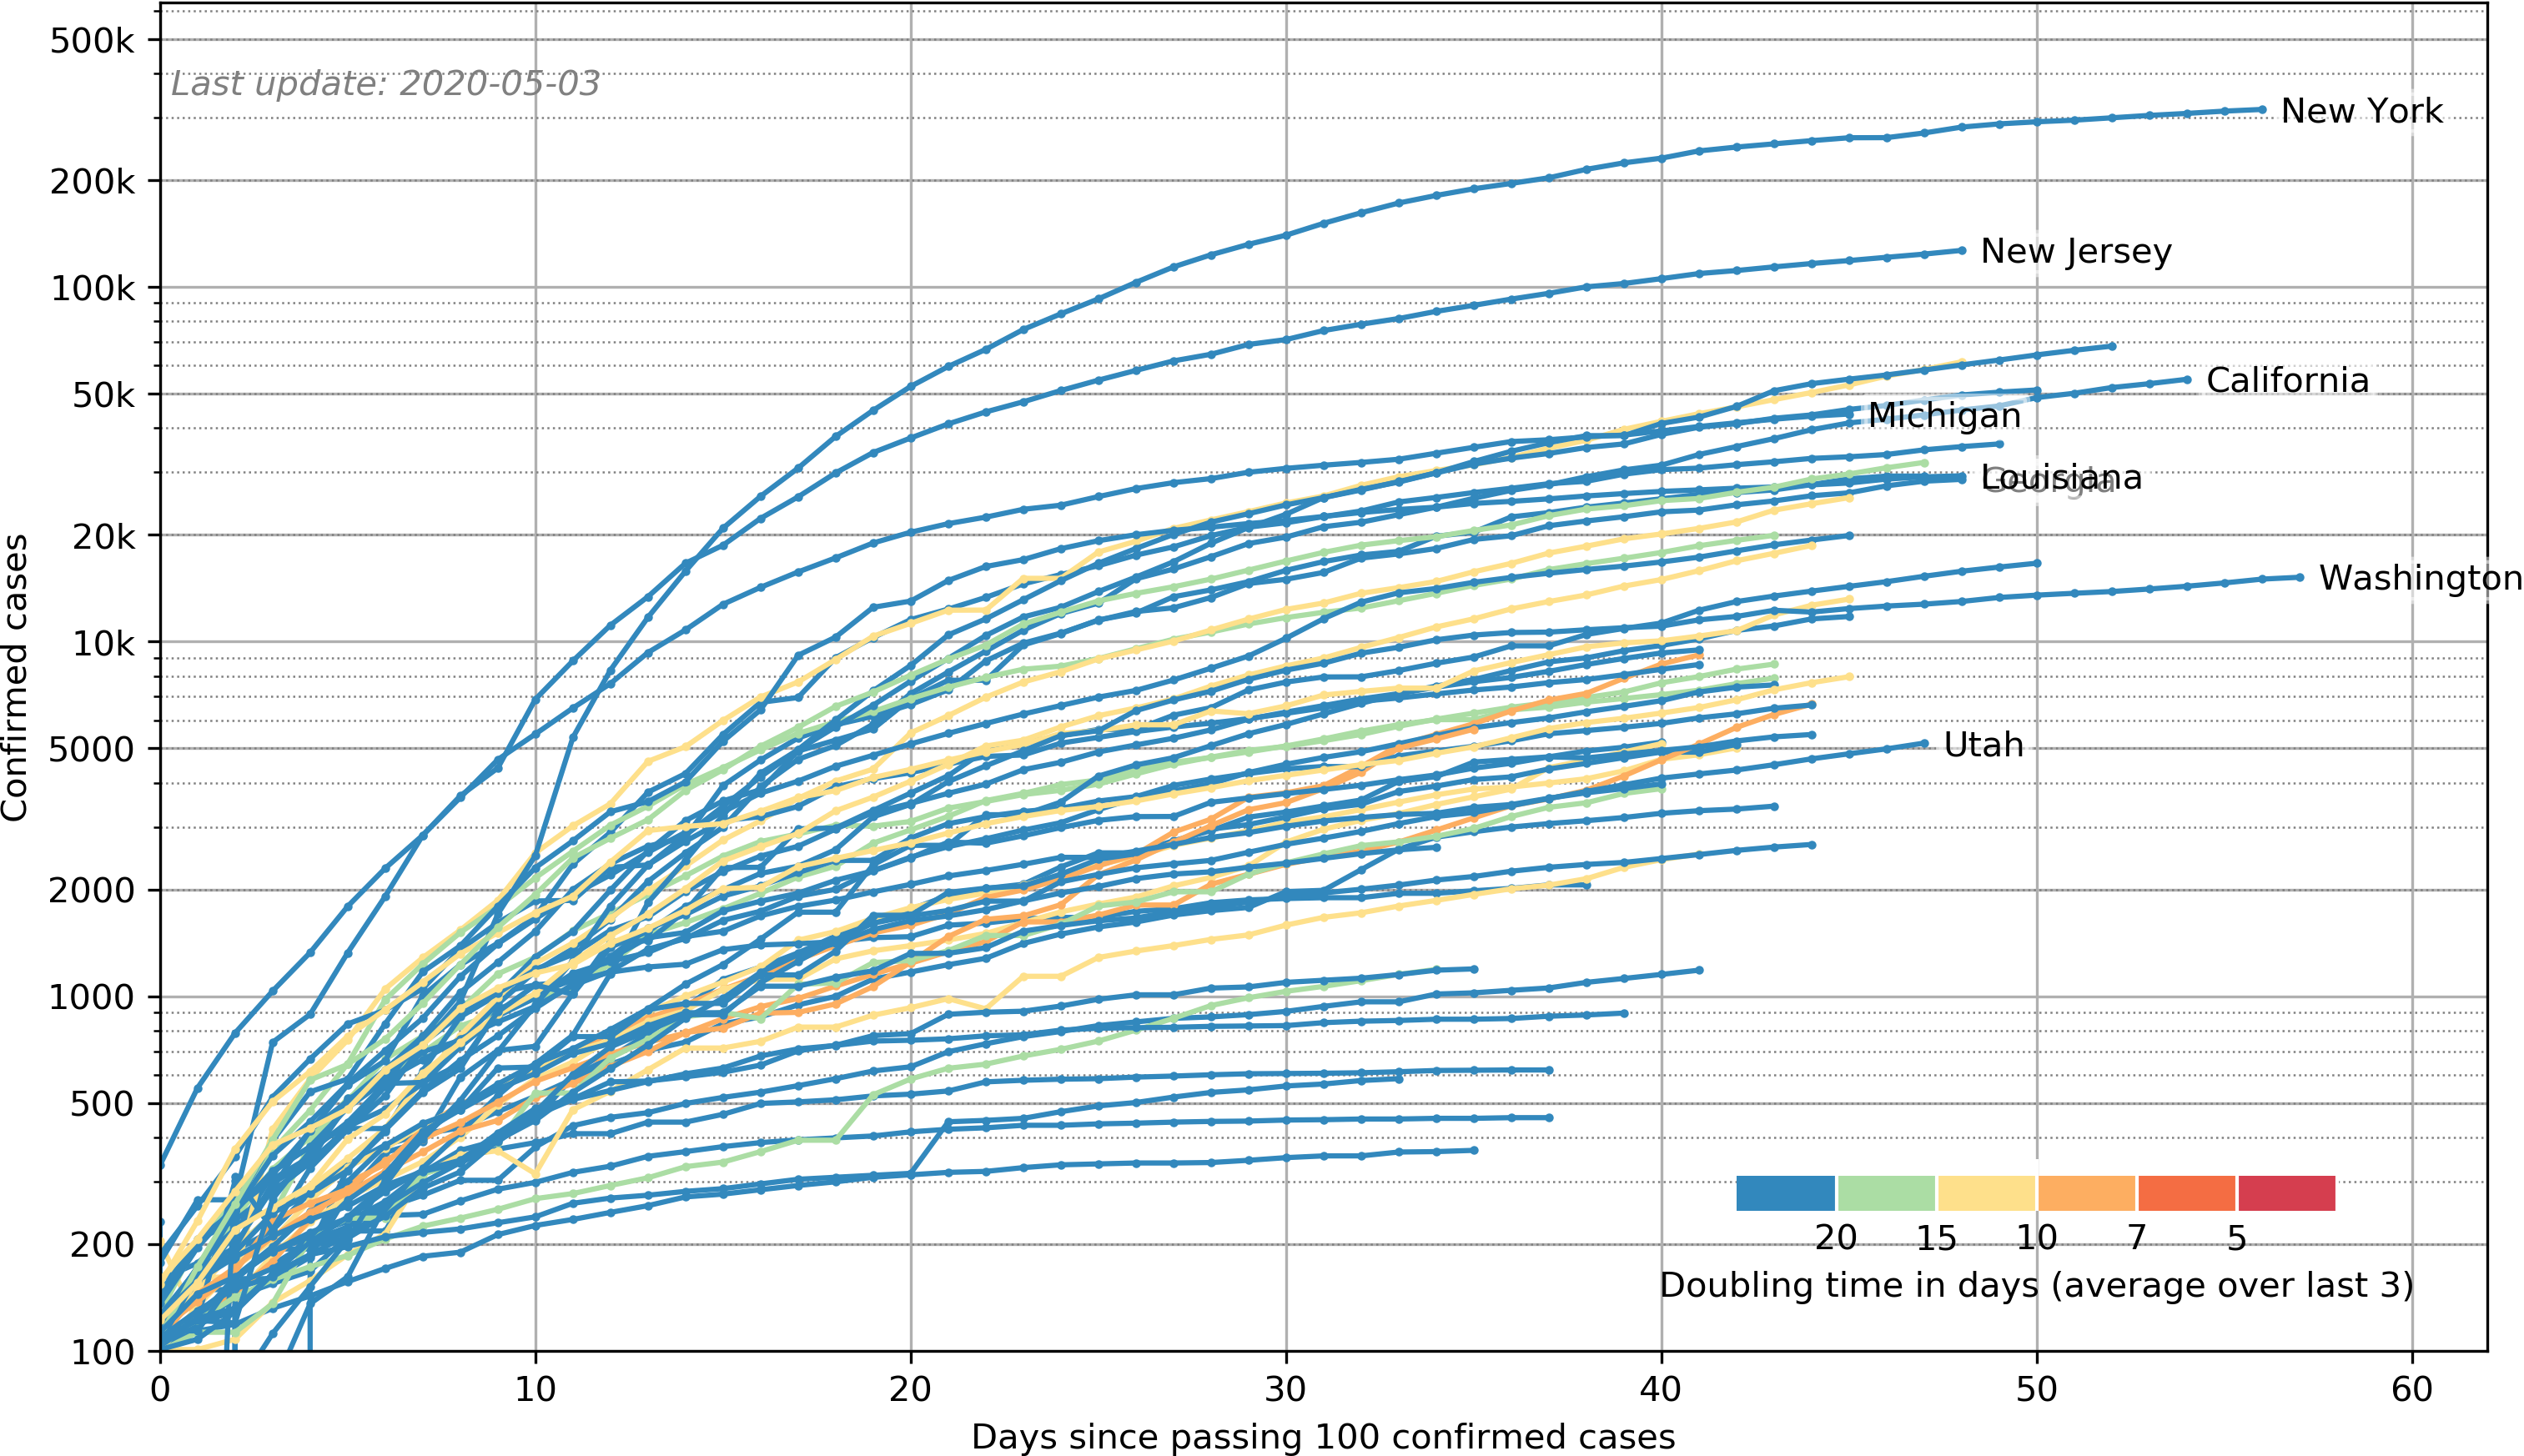 500k
Last update: 2020-05-03
New York
200k
New Jersey
100k
50k
California
Michigan
Louisiana
Georgia
20k
Washington
10k
5000
Utah
2000
1000
500
200
20 15 10 7 5
Doubling time in days (average over last 3)
100
0 10 20 30 40 50 60
Days since passing 100 confirmed cases
Confirmed cases